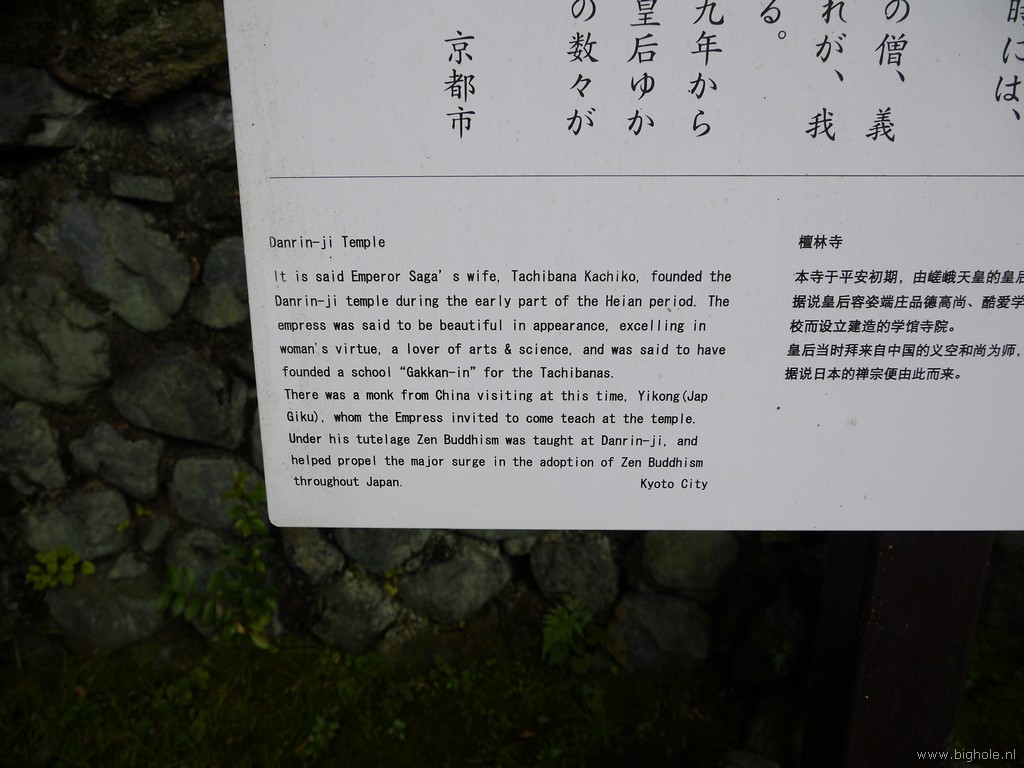 時には、
の僧、義
れが、我
る。
九年から
皇后ゆか
の数々が
京都市
Danrin-ji Temple
It is said Emperor Saga's wife, Tachibana Kachiko, founded the
Danrin-ji temple during the early part of the Heian period. The
empress was said to be beautiful in appearance, excelling in
woman's virtue, a lover of arts & science, and was said to have
founded a school “Gakkan-in” for the Tachibanas.
There was a monk from China visiting at this time, Yikong(Jap
Giku), whom the Empress invited to come teach at the temple.
Under his tutelage Zen Buddhism was taught at Danrin-ji, and
helped propel the major surge in the adoption of Zen Buddhism
throughout Japan. Kyoto City
檀林寺
本寺于平安初期，由嵯峨天皇的皇后
据说皇后容姿端庄品德高尚、酷爱学
校而设立建造的学馆寺院。
皇后当时拜来自中国的义空和尚为师，
据说日本的禅宗便由此而来。
www.bighole.nl